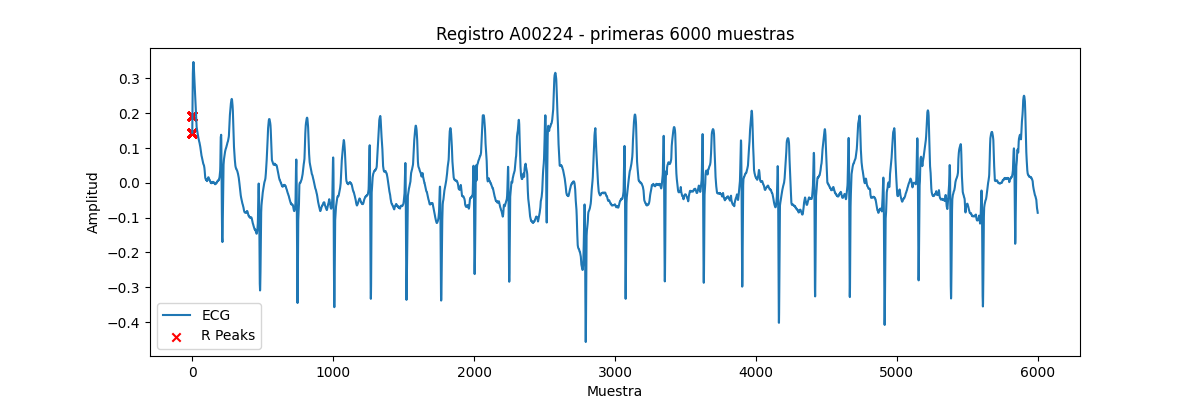 Registro A00224 - primeras 6000 muestras
Amplitud
0.3
0.2
0.1
0.0
−0.1
−0.2
−0.3
−0.4
ECG
R Peaks
0 1000 2000 3000 4000 5000 6000
Muestra